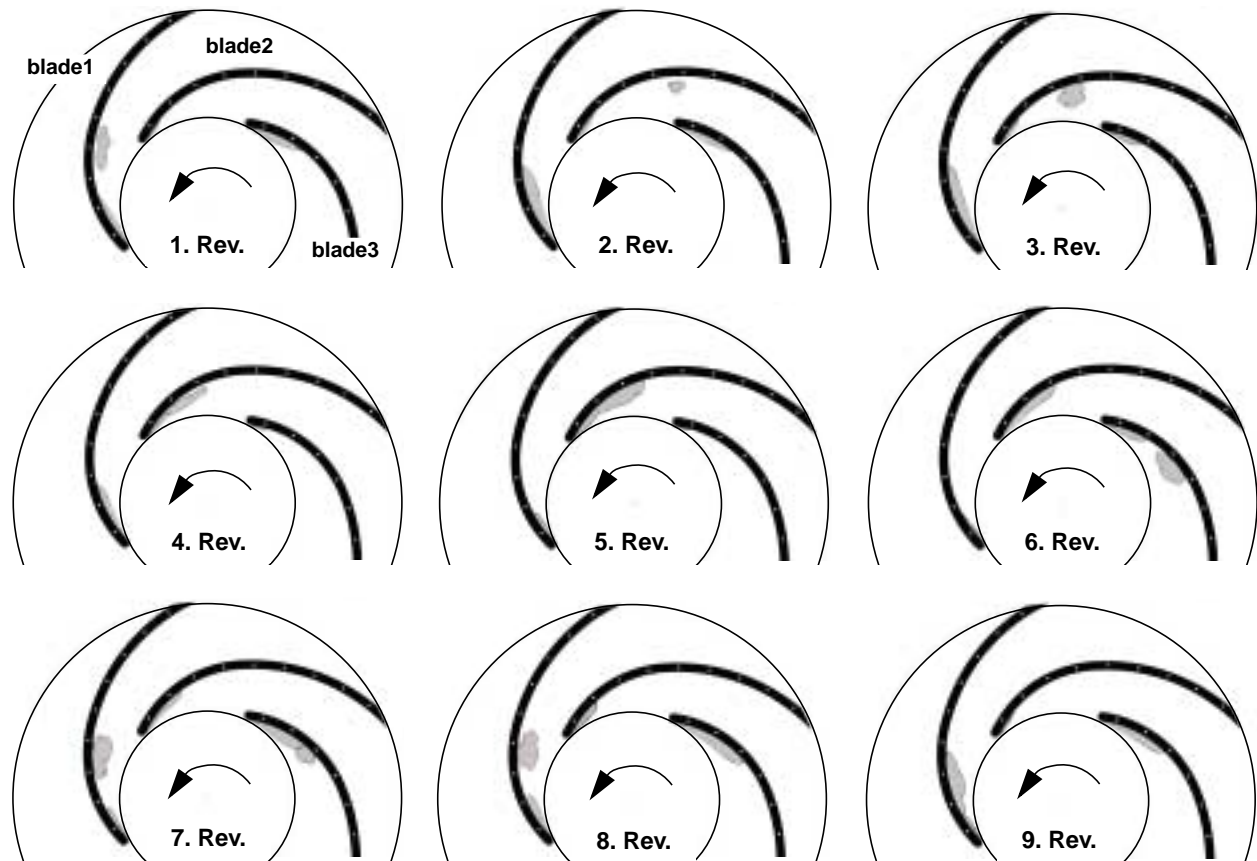 blade2
blade1
1. Rev.
blade3
2. Rev.
3. Rev.
4. Rev.
5. Rev.
6. Rev.
7. Rev.
8. Rev.
9. Rev.